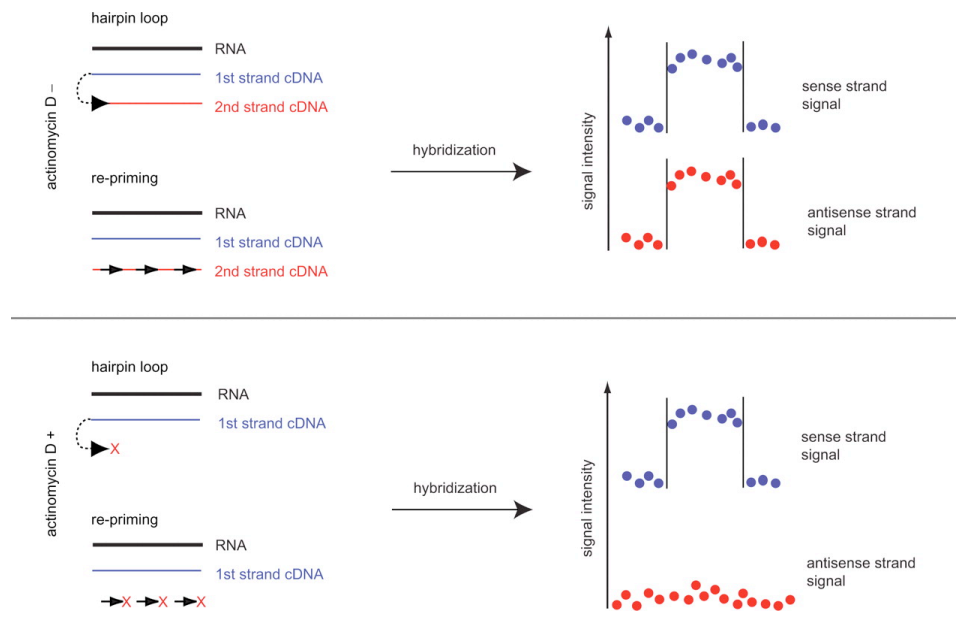 hairpin loop
RNA
1st strand cDNA
2nd strand cDNA
actinomycin D –
re-priming
RNA
1st strand cDNA
2nd strand cDNA
hybridization
signal intensity
sense strand
signal
antisense strand
signal
hairpin loop
RNA
1st strand cDNA
X
actinomycin D +
re-priming
RNA
1st strand cDNA
X X X
hybridization
signal intensity
sense strand
signal
antisense strand
signal